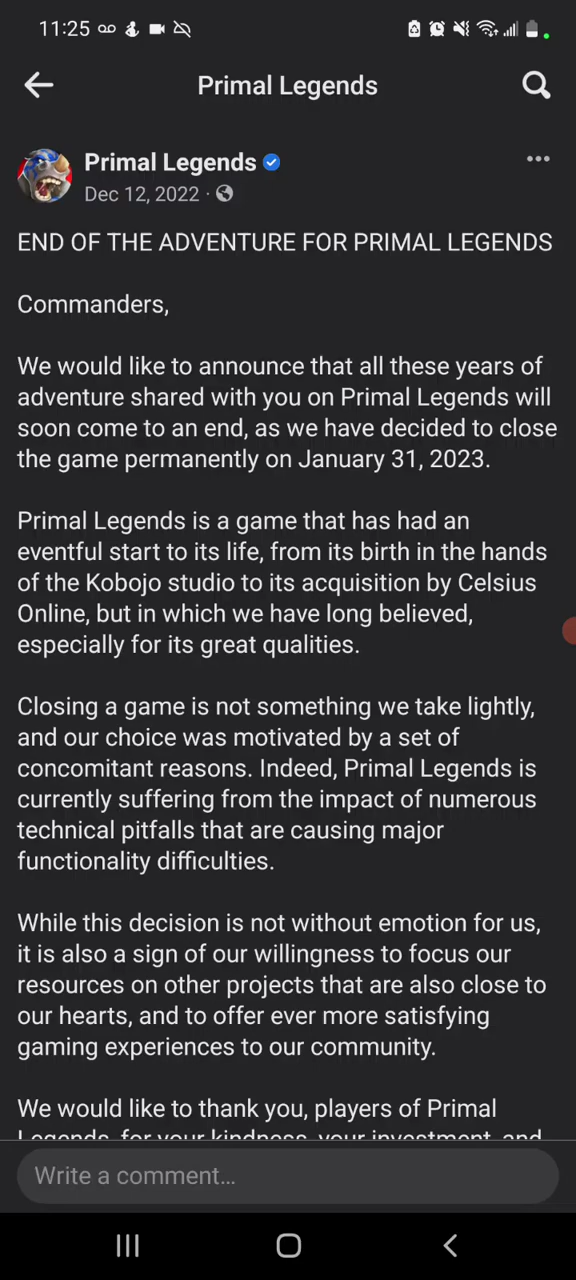 11:25
Primal Legends
Primal Legends
Dec 12, 2022 ·
END OF THE ADVENTURE FOR PRIMAL LEGENDS
Commanders,
We would like to announce that all these years of
adventure shared with you on Primal Legends will
soon come to an end, as we have decided to close
the game permanently on January 31, 2023.
Primal Legends is a game that has had an
eventful start to its life, from its birth in the hands
of the Kobojo studio to its acquisition by Celsius
Online, but in which we have long believed,
especially for its great qualities.
Closing a game is not something we take lightly,
and our choice was motivated by a set of
concomitant reasons. Indeed, Primal Legends is
currently suffering from the impact of numerous
technical pitfalls that are causing major
functionality difficulties.
While this decision is not without emotion for us,
it is also a sign of our willingness to focus our
resources on other projects that are also close to
our hearts, and to offer ever more satisfying
gaming experiences to our community.
We would like to thank you, players of Primal
Legends, for your kindness, your investment, and
Write a comment…